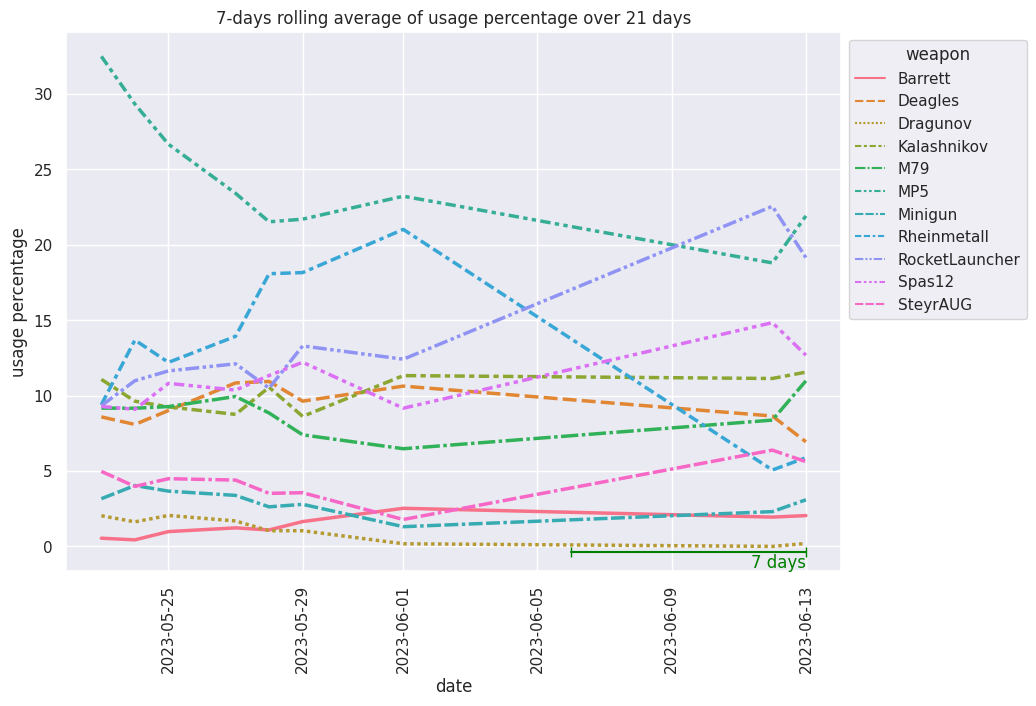 7-days rolling average of usage percentage over 21 days
usage percentage
30
25
20
15
10
5
0
7 days
2023-05-25
2023-05-29
2023-06-01
2023-06-05
2023-06-09
2023-06-13
date
weapon
Barrett
Deagles
Dragunov
Kalashnikov
M79
MP5
Minigun
Rheinmetall
RocketLauncher
Spas12
SteyrAUG